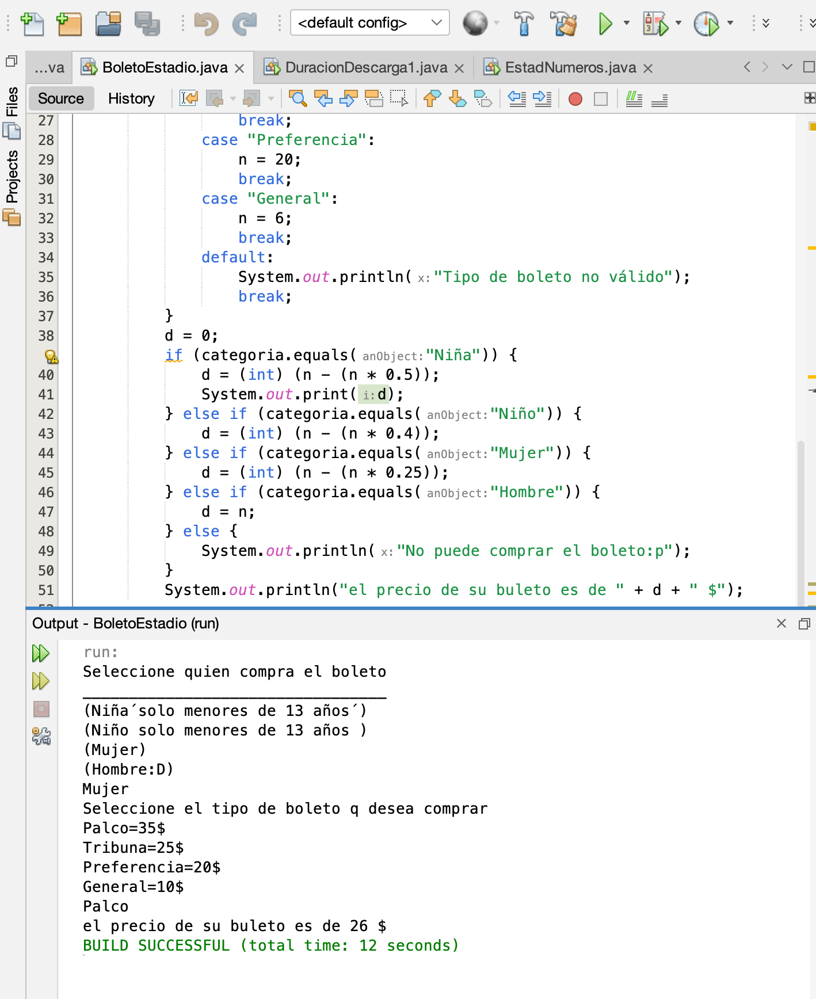 <default config>
...va
BoletoEstadio.java
DuracionDescarga1.java
EstadNumeros.java
Files
Projects
Source
History
27 break;
28 case "Preferencia":
29 n = 20;
30 break;
31 case "General":
32 n = 6;
33 break;
34 default:
35 System.out.println( x: "Tipo de boleto no válido");
36 break;
37 }
38 d = 0;
if (categoria.equals( anObject: "Niña")) {
40 d = (int) (n - (n * 0.5));
41 System.out.print( i: d);
42 } else if (categoria.equals( anObject: "Niño")) {
43 d = (int) (n - (n * 0.4));
44 } else if (categoria.equals( anObject: "Mujer")) {
45 d = (int) (n - (n * 0.25));
46 } else if (categoria.equals( anObject: "Hombre")) {
47 d = n;
48 } else {
49 System.out.println( x: "No puede comprar el boleto:p");
50 }
51 System.out.println("el precio de su buleto es de " + d + " $");
Output - BoletoEstadio (run)
run:
Seleccione quien compra el boleto
_________________________________
(Niña´solo menores de 13 años´)
(Niño solo menores de 13 años )
(Mujer)
(Hombre:D)
Mujer
Seleccione el tipo de boleto q desea comprar
Palco=35$
Tribuna=25$
Preferencia=20$
General=10$
Palco
el precio de su buleto es de 26 $
BUILD SUCCESSFUL (total time: 12 seconds)